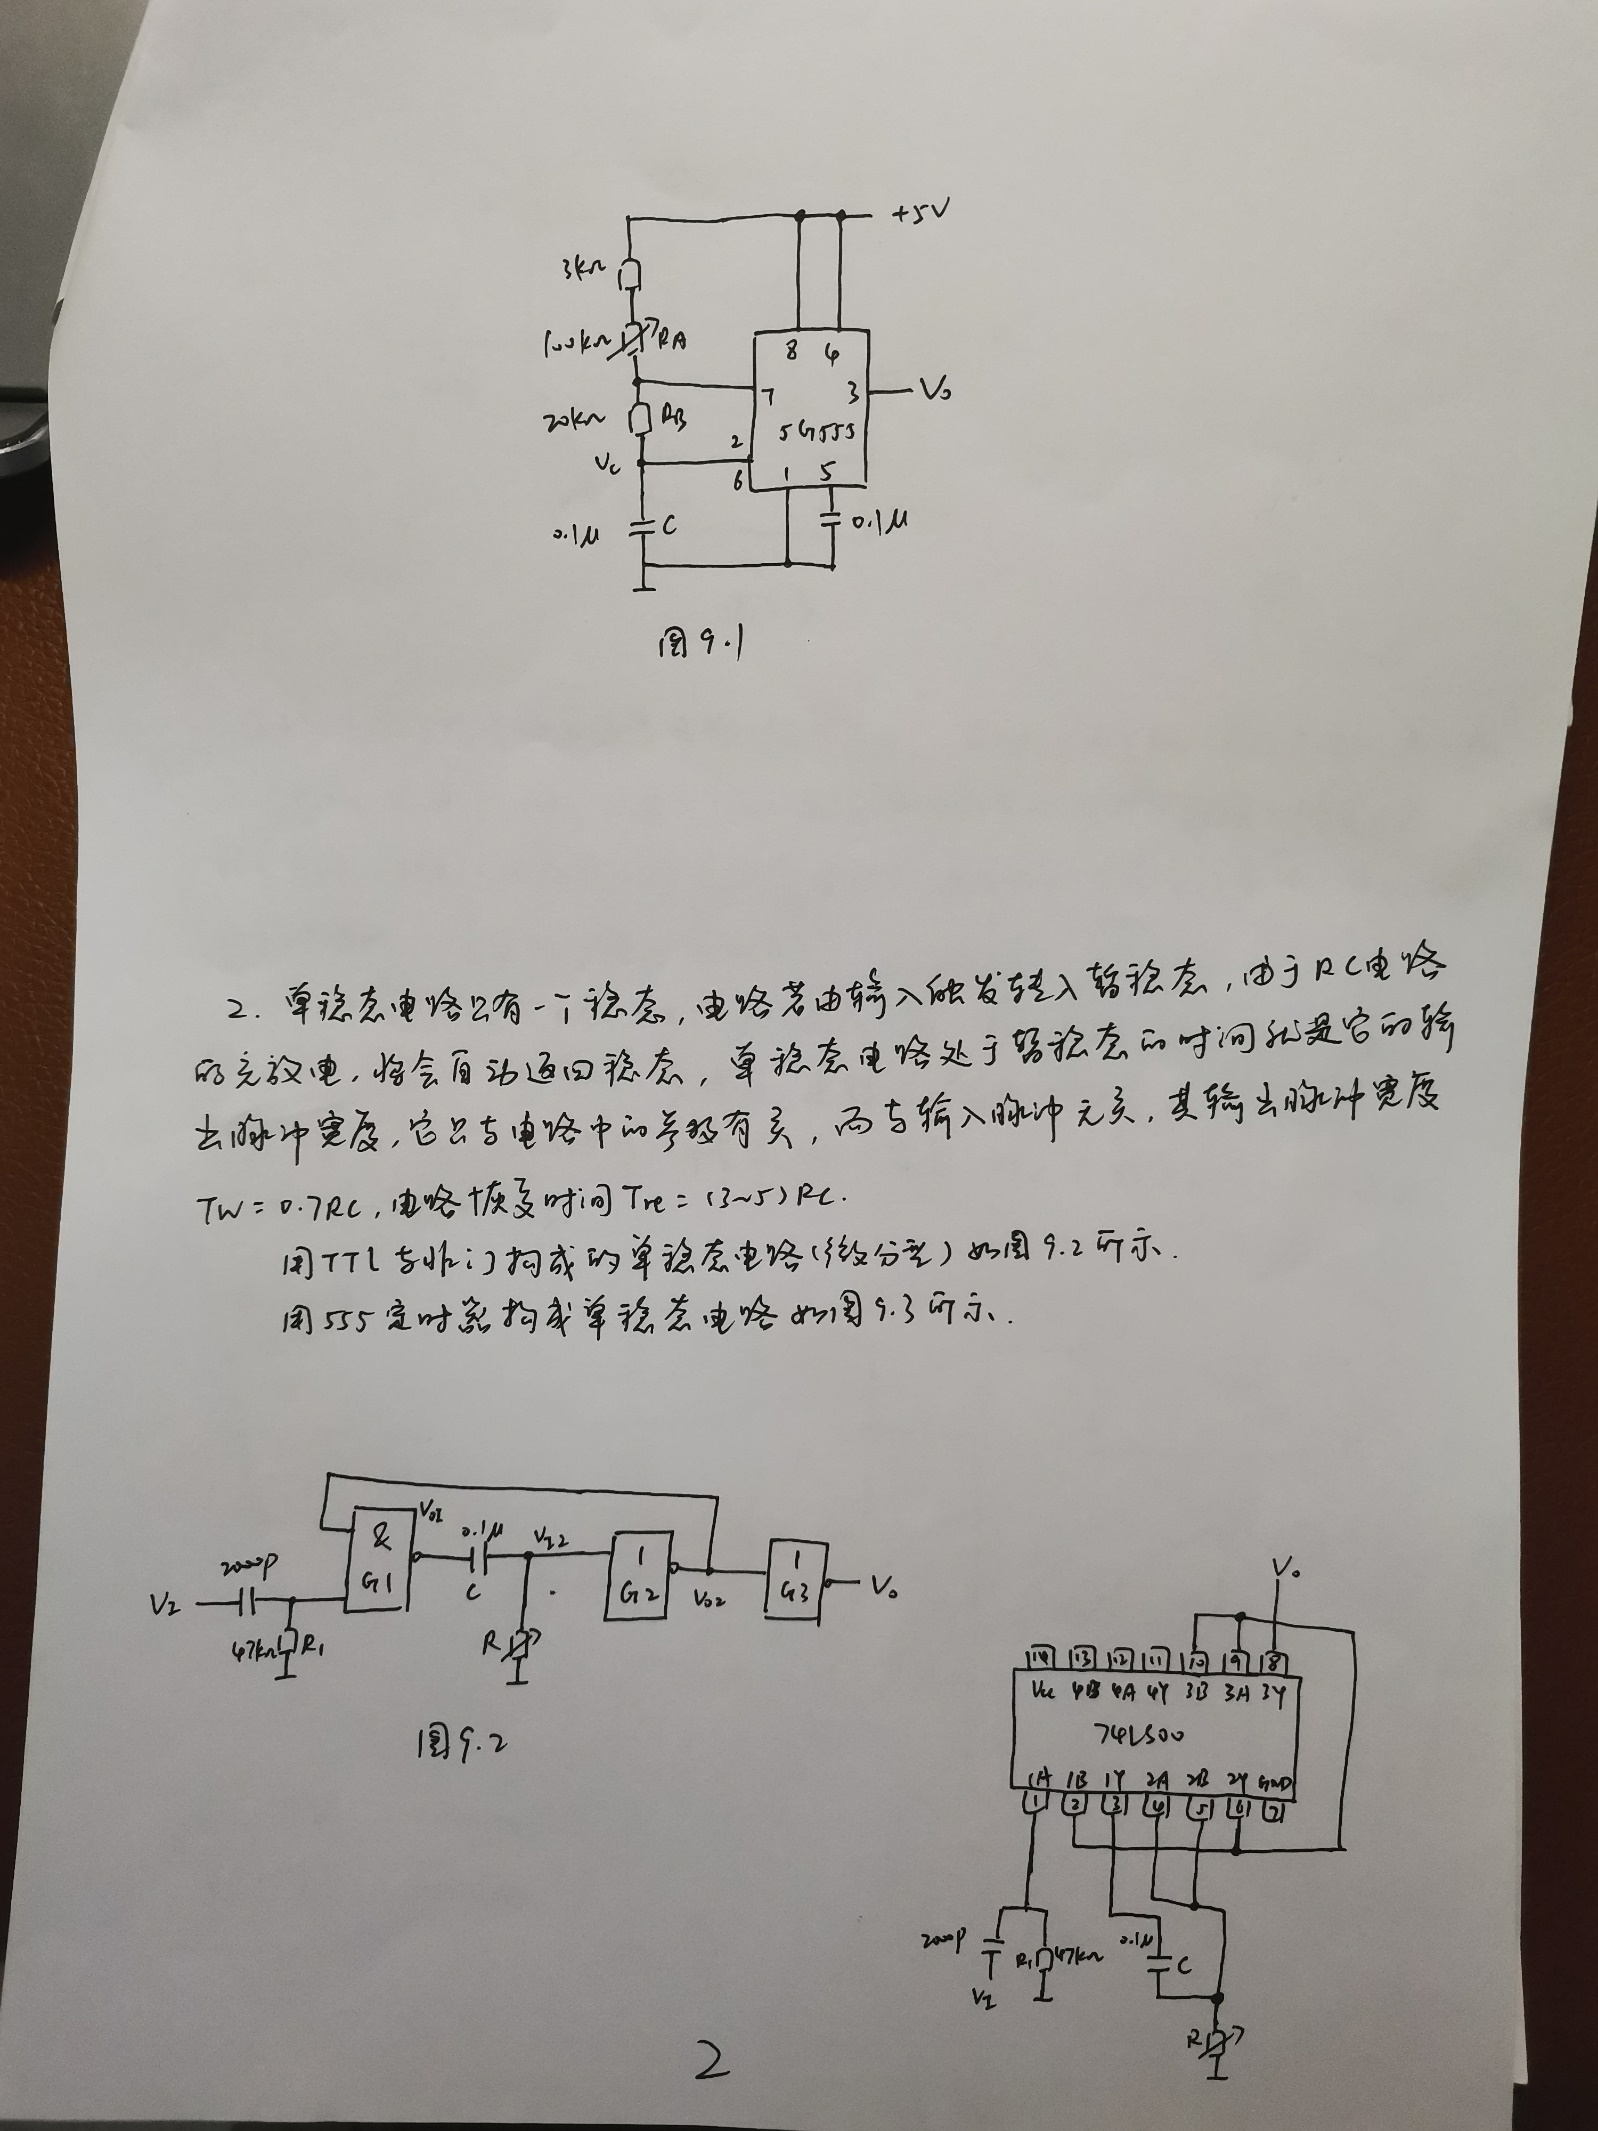 +5V
3kΩ
100kΩ RA
8 4
7 3 V₀
20kΩ RB
5G555
2
Vc
6 1 5
0.1μ C 0.1μ
图9.1
2. 单稳态电路只有一个稳态,电路若由输入触发转入暂稳态,由于RC电路
的充放电,将会自动返回稳态,单稳态电路处于暂稳态的时间就是它的输
出脉冲宽度,它只与电路中的参数有关,而与输入脉冲无关,其输出脉冲宽度
TW=0.7RC,电路恢复时间Tre=(3~5)RC.
用TTL与非门构成的单稳态电路(微分型)如图9.2所示.
用555定时器构成单稳态电路如图9.3所示.
& G1
V01
0.1μ
C
VI2
1 G2
V02
1 G3
V₀
2000P
VI
47kΩ R1
R
图9.2
V₀
14 13 12 11 10 9 8
Vcc 4B 4A 4Y 3B 3A 3Y
74LS00
1A 1B 1Y 2A 2B 2Y GND
1 2 3 4 5 6 7
2000P R1 47kΩ 0.1μ C
VI
R
2